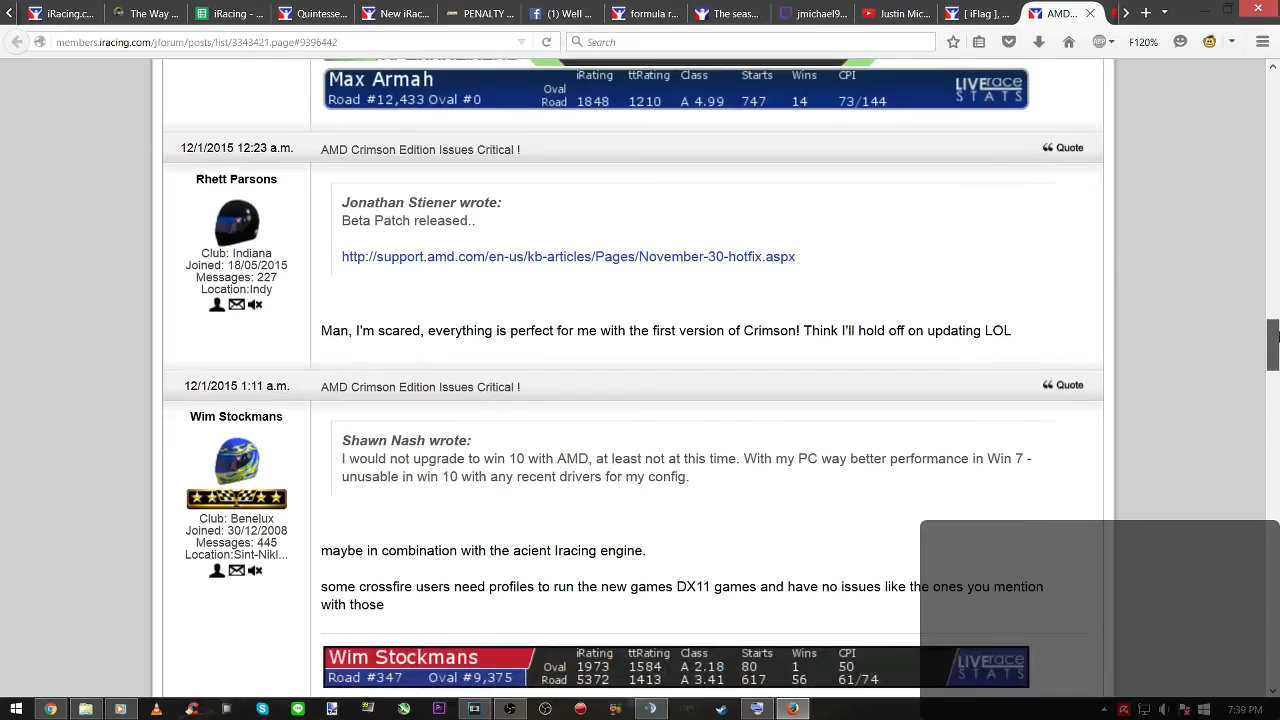 iRacing.c...
The Way ...
iRacing - ...
Quintere...
New iRac...
PENALTY ...
(1) Well ...
formula r...
The seas...
jmichael9...
Justin Mic...
[ iFlag ], ...
AMD...
members.iracing.com/jforum/posts/list/3343421.page#9396442
Search
F120%
Max Armah
Road #12,433 Oval #0
iRating ttRating Class Starts Wins CPI
Oval
Road 1848 1210 A 4.99 747 14 73/144
LIVErace STATS
12/1/2015 12:23 a.m. AMD Crimson Edition Issues Critical ! Quote
Rhett Parsons
Club: Indiana
Joined: 18/05/2015
Messages: 227
Location:Indy
Jonathan Stiener wrote:
Beta Patch released..
http://support.amd.com/en-us/kb-articles/Pages/November-30-hotfix.aspx
Man, I'm scared, everything is perfect for me with the first version of Crimson! Think I'll hold off on updating LOL
12/1/2015 1:11 a.m. AMD Crimson Edition Issues Critical ! Quote
Wim Stockmans
Club: Benelux
Joined: 30/12/2008
Messages: 445
Location:Sint-Nikl...
Shawn Nash wrote:
I would not upgrade to win 10 with AMD, at least not at this time. With my PC way better performance in Win 7 -
unusable in win 10 with any recent drivers for my config.
maybe in combination with the acient Iracing engine.
some crossfire users need profiles to run the new games DX11 games and have no issues like the ones you mention
with those
Wim Stockmans
Road #347 Oval #9,375
iRating ttRating Class Starts Wins CPI
Oval 1973 1584 A 2.18 80 1 50
Road 5372 1413 A 3.41 617 56 61/74
LIVErace STATS
7:39 PM